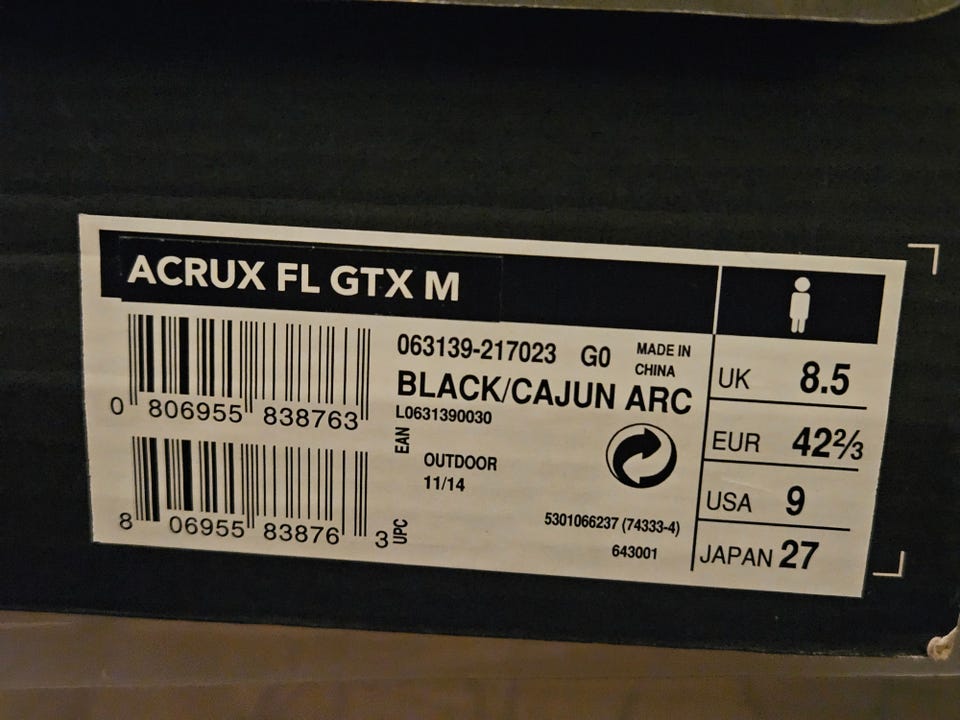 ACRUX FL GTX M
063139-217023 G0 MADE IN CHINA
BLACK/CAJUN ARC
L0631390030
0 806955 838763
EAN
OUTDOOR
11/14
8 06955 83876 3
UPC
5301066237 (74333-4)
643001
UK 8.5
EUR 42⅔
USA 9
JAPAN 27